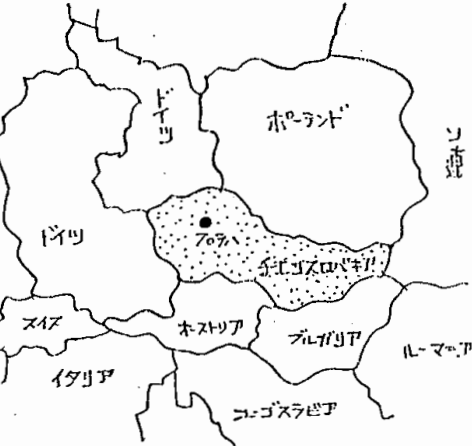 ドイツ
ポーランド
ソ連
ドイツ
プラハ
チェコスロバキア
スイス
オーストリア
ブルガリア
ルーマニア
イタリア
ユーゴスラビア